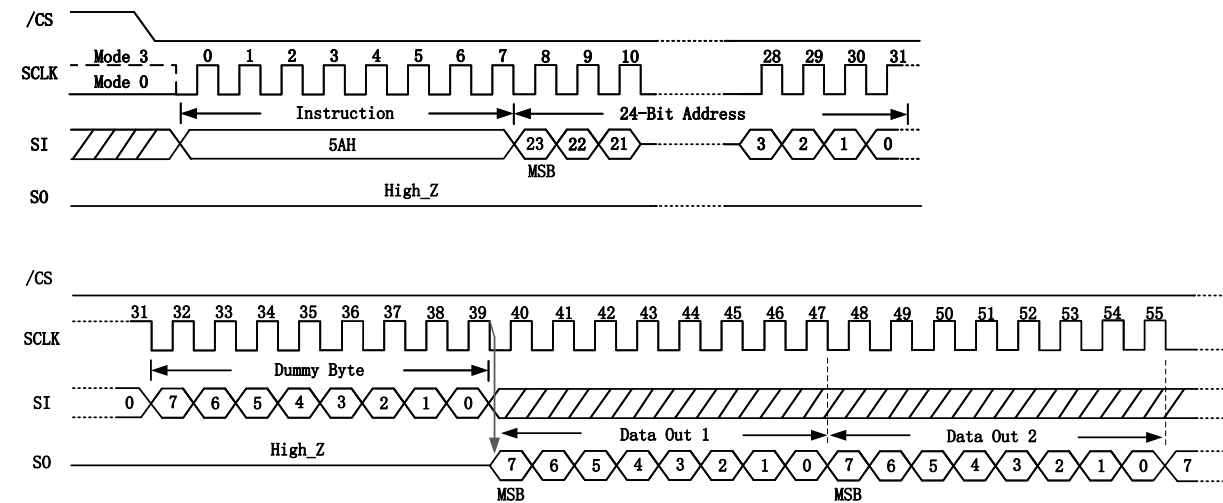 /CS
Mode 3 0 1 2 3 4 5 6 7 8 9 10 28 29 30 31
SCLK
Mode 0
Instruction 24-Bit Address
SI 5AH 23 22 21 3 2 1 0
MSB
High_Z
SO
/CS
31 32 33 34 35 36 37 38 39 40 41 42 43 44 45 46 47 48 49 50 51 52 53 54 55
SCLK
Dummy Byte
SI 0 7 6 5 4 3 2 1 0
Data Out 1 Data Out 2
High_Z
SO 7 6 5 4 3 2 1 0 7 6 5 4 3 2 1 0 7
MSB MSB